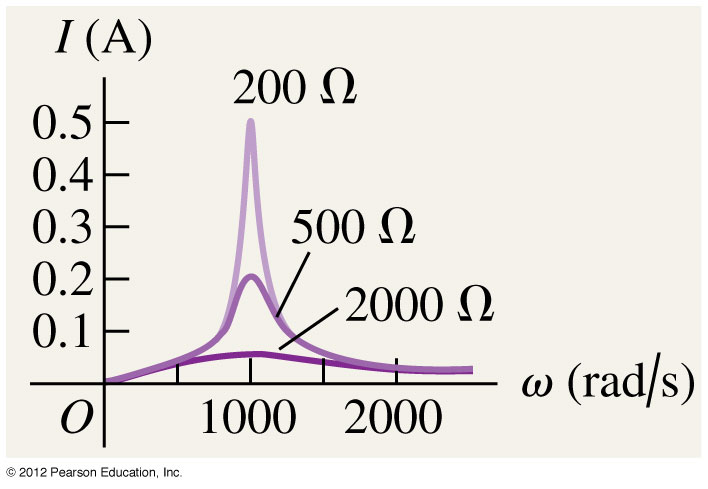 I (A)
200 Ω
0.5
0.4
0.3
500 Ω
0.2
2000 Ω
0.1
ω (rad/s)
O
1000
2000
© 2012 Pearson Education, Inc.